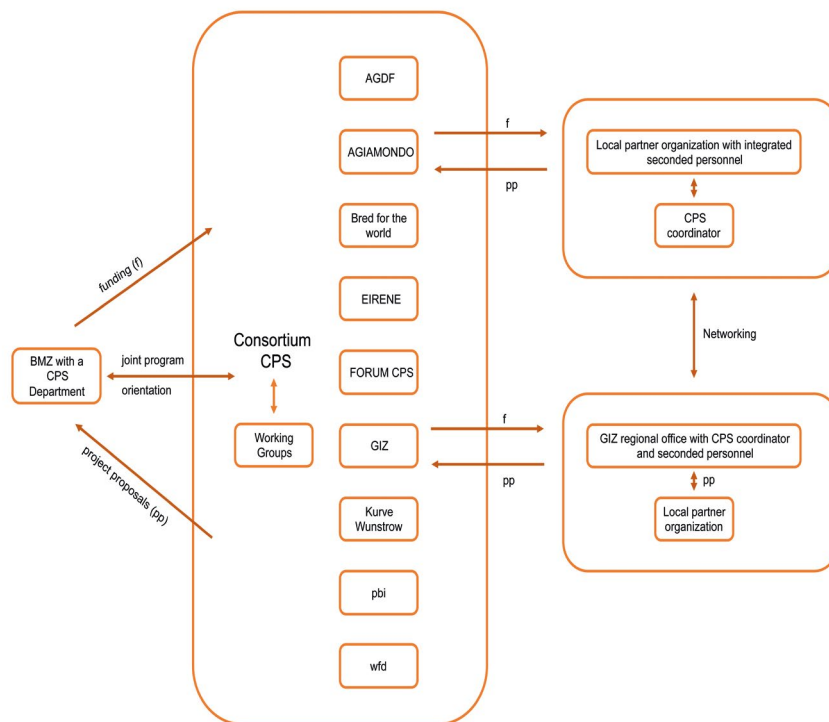 BMZ with a
CPS
Department
funding (f)
joint program
orientation
project proposals (pp)
Consortium
CPS
Working
Groups
AGDF
AGIAMONDO
Bred for the
world
EIRENE
FORUM CPS
GIZ
Kurve
Wunstrow
pbi
wfd
f
pp
f
pp
Local partner organization with integrated
seconded personnel
CPS
coordinator
Networking
GIZ regional office with CPS coordinator
and seconded personnel
pp
Local partner
organization